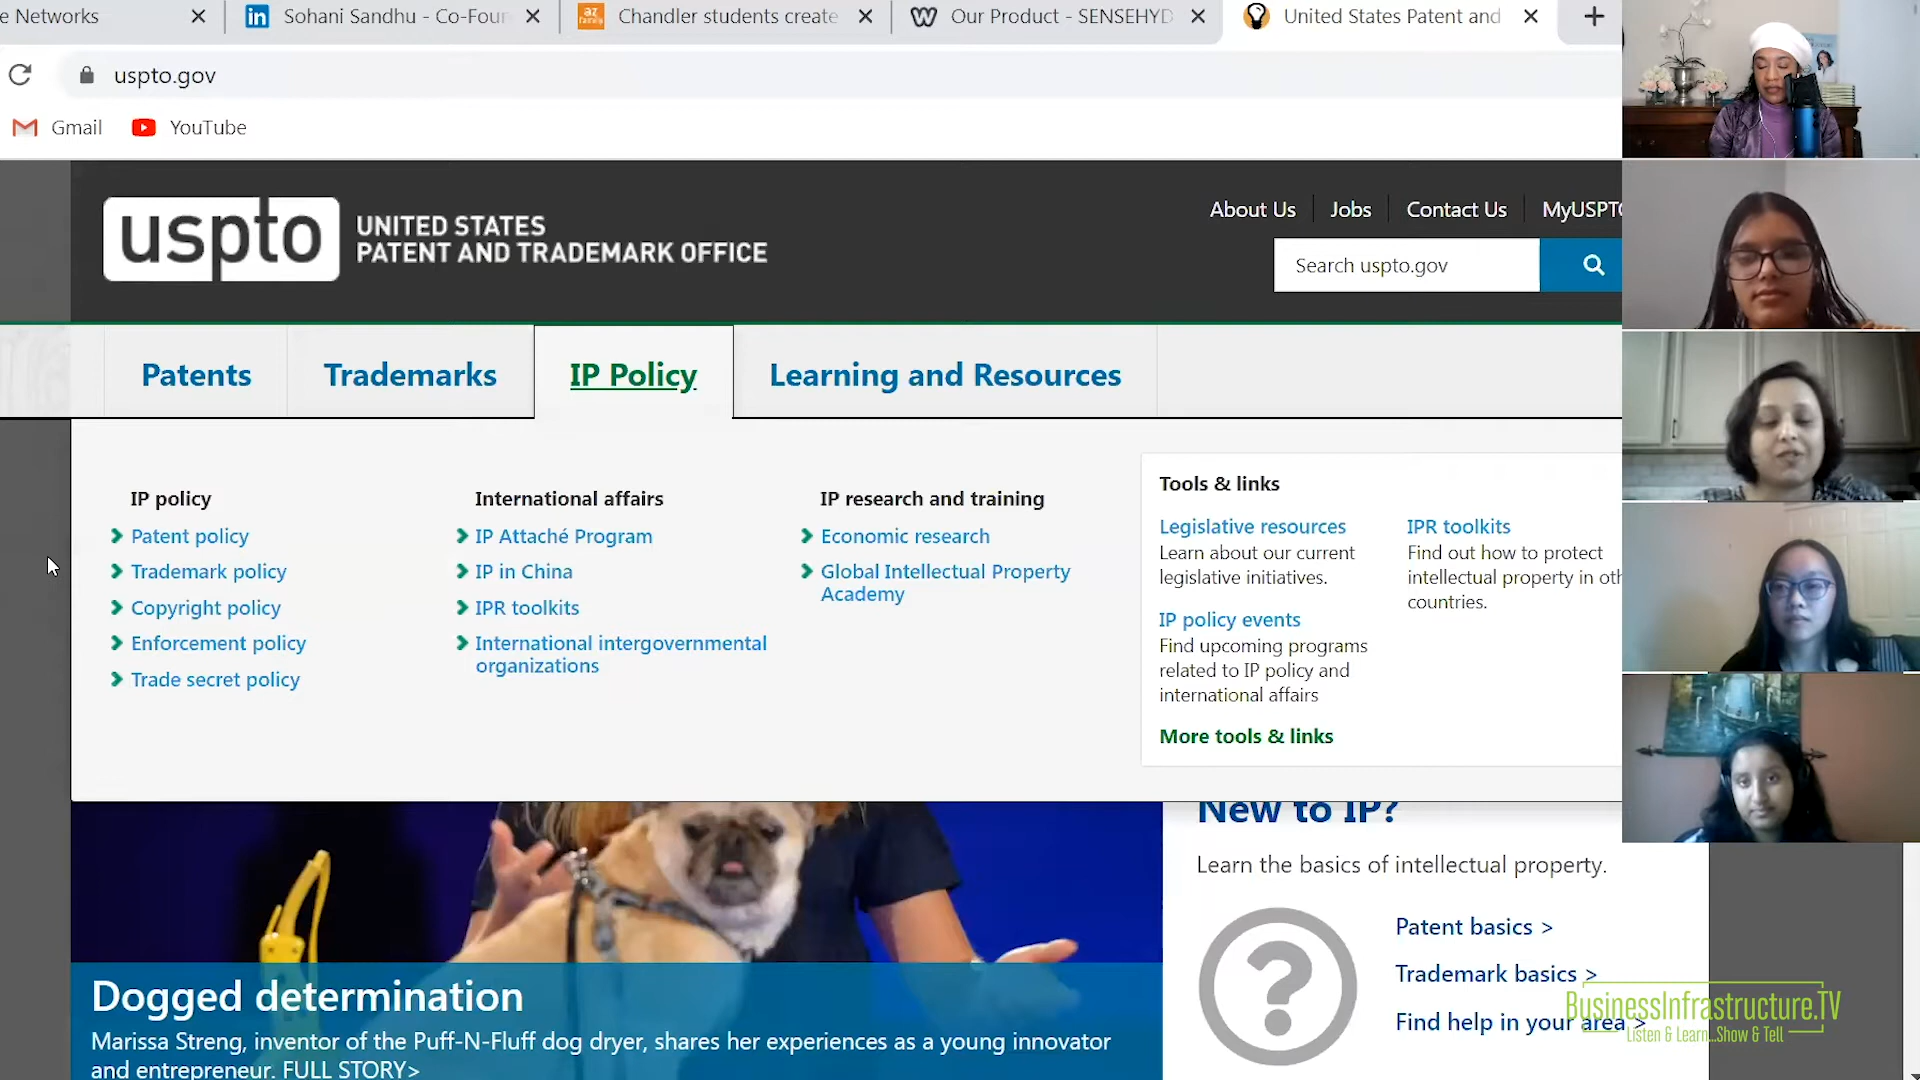 e Networks
Sohani Sandhu - Co-Foun
az family
Chandler students create
Our Product - SENSEHYD
United States Patent and
uspto.gov
Gmail
YouTube
uspto
UNITED STATES
PATENT AND TRADEMARK OFFICE
About Us
Jobs
Contact Us
MyUSPTO
Search uspto.gov
Patents
Trademarks
IP Policy
Learning and Resources
IP policy
Patent policy
Trademark policy
Copyright policy
Enforcement policy
Trade secret policy
International affairs
IP Attaché Program
IP in China
IPR toolkits
International intergovernmental
organizations
IP research and training
Economic research
Global Intellectual Property
Academy
Tools & links
Legislative resources
Learn about our current
legislative initiatives.
IP policy events
Find upcoming programs
related to IP policy and
international affairs
More tools & links
IPR toolkits
Find out how to protect
intellectual property in oth
countries.
Dogged determination
Marissa Streng, inventor of the Puff-N-Fluff dog dryer, shares her experiences as a young innovator
and entrepreneur. FULL STORY>
New to IP?
Learn the basics of intellectual property.
Patent basics >
Trademark basics >
Find help in your area >
BusinessInfrastructure.TV
Listen & Learn...Show & Tell